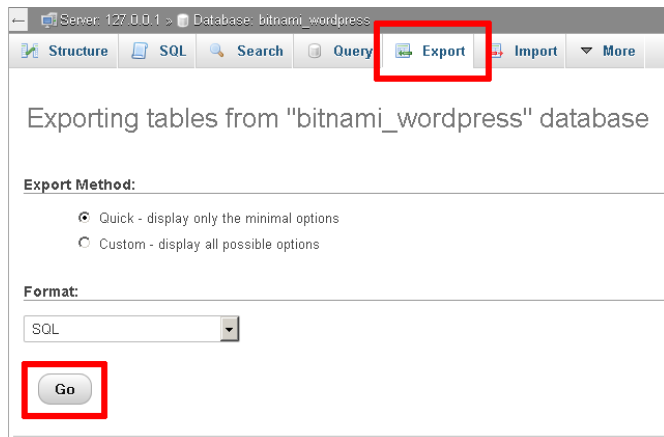 ← Server: 127.0.0.1 » Database: bitnami_wordpress
Structure SQL Search Query Export Import More
Exporting tables from "bitnami_wordpress" database
Export Method:
Quick - display only the minimal options
Custom - display all possible options
Format:
SQL
Go